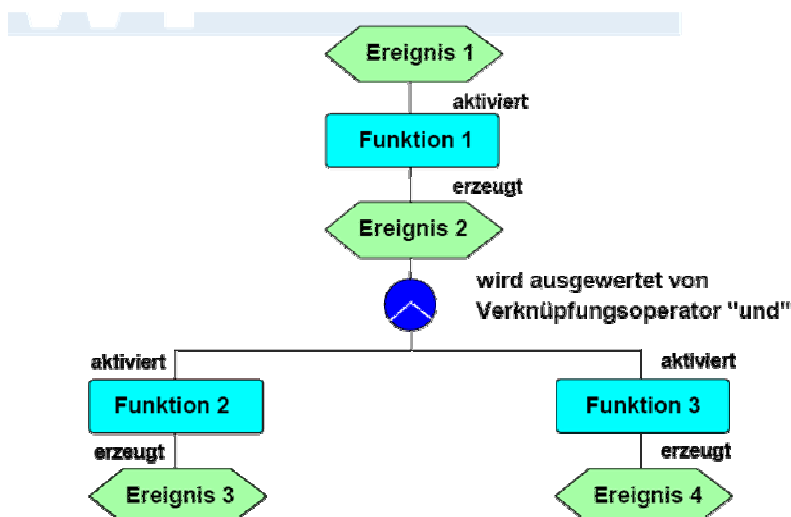 Ereignis 1
aktiviert
Funktion 1
erzeugt
Ereignis 2
wird ausgewertet von
Verknüpfungsoperator "und"
aktiviert
aktiviert
Funktion 2
Funktion 3
erzeugt
erzeugt
Ereignis 3
Ereignis 4